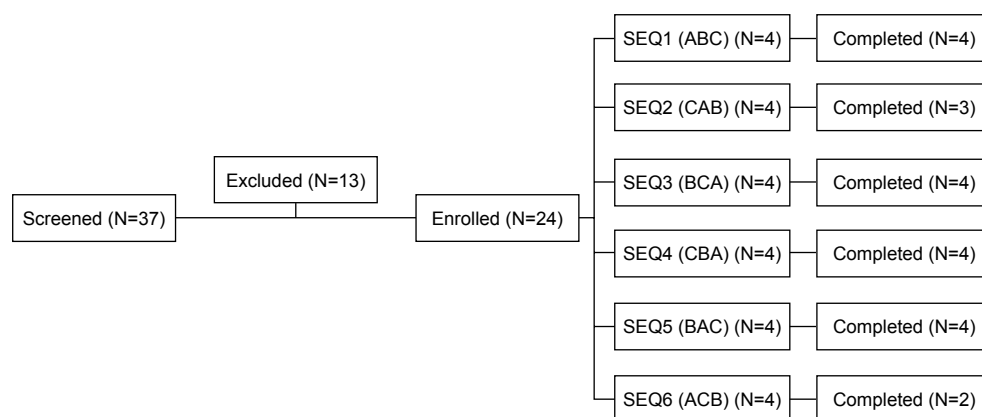 Screened (N=37)
Excluded (N=13)
Enrolled (N=24)
SEQ1 (ABC) (N=4)
Completed (N=4)
SEQ2 (CAB) (N=4)
Completed (N=3)
SEQ3 (BCA) (N=4)
Completed (N=4)
SEQ4 (CBA) (N=4)
Completed (N=4)
SEQ5 (BAC) (N=4)
Completed (N=4)
SEQ6 (ACB) (N=4)
Completed (N=2)